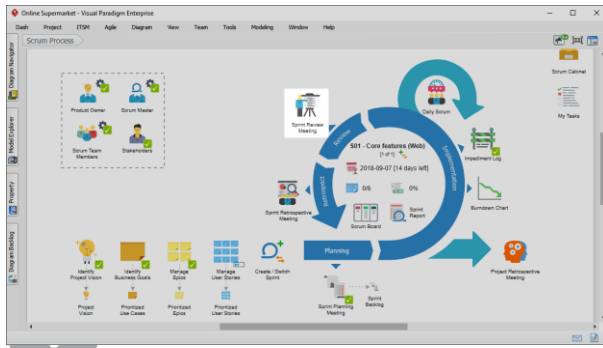 Online Supermarket - Visual Paradigm Enterprise
Dash Project ITSM Agile Diagram View Team Tools Modeling Window Help
Scrum Process
Diagram Navigator
Model Explorer
Property
Diagram Backlog
Scrum Cabinet
My Tasks
Product Owner
Scrum Master
Scrum Team
Members
Stakeholders
Sprint Review
Meeting
Daily Scrum
Review
Implementation
Retrospect
S01 - Core features (Web)
[1 of 1]
2018-09-07 [14 days left]
0/6
0%
Scrum Board
Sprint
Report
Impediment Log
Burndown Chart
Sprint Retrospective
Meeting
Planning
Project Retrospective
Meeting
Identify
Project Vision
Identify
Business Goals
Manage
Epics
Manage
User Stories
Create / Switch
Sprint
Project
Vision
Prioritized
Use Cases
Prioritized
Epics
Prioritized
User Stories
Sprint Planning
Meeting
Sprint
Backlog